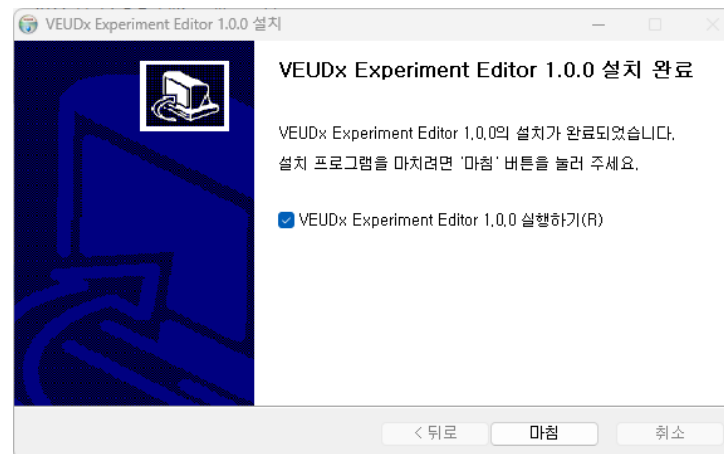 VEUDx Experiment Editor 1.0.0 설치
VEUDx Experiment Editor 1.0.0 설치 완료
VEUDx Experiment Editor 1.0.0의 설치가 완료되었습니다.
설치 프로그램을 마치려면 '마침' 버튼을 눌러 주세요.
VEUDx Experiment Editor 1.0.0 실행하기(R)
< 뒤로
마침
취소